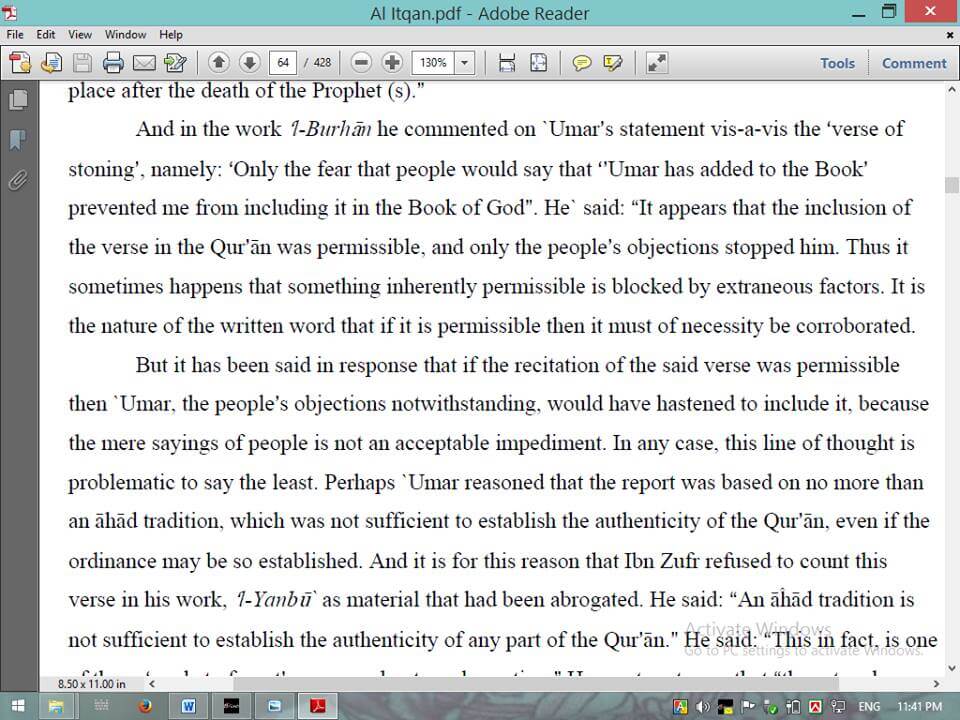 Al Itqan.pdf - Adobe Reader
File Edit View Window Help
64 / 428 130% Tools Comment
place after the death of the Prophet (s)."
And in the work 'l-Burhān he commented on `Umar's statement vis-a-vis the 'verse of
stoning', namely: 'Only the fear that people would say that ‘’Umar has added to the Book’
prevented me from including it in the Book of God". He` said: "It appears that the inclusion of
the verse in the Qur'ān was permissible, and only the people's objections stopped him. Thus it
sometimes happens that something inherently permissible is blocked by extraneous factors. It is
the nature of the written word that if it is permissible then it must of necessity be corroborated.
But it has been said in response that if the recitation of the said verse was permissible
then `Umar, the people's objections notwithstanding, would have hastened to include it, because
the mere sayings of people is not an acceptable impediment. In any case, this line of thought is
problematic to say the least. Perhaps `Umar reasoned that the report was based on no more than
an āhād tradition, which was not sufficient to establish the authenticity of the Qur'ān, even if the
ordinance may be so established. And it is for this reason that Ibn Zufr refused to count this
verse in his work, 'l-Yanbū` as material that had been abrogated. He said: "An āhād tradition is
not sufficient to establish the authenticity of any part of the Qur'ān." He said: "This in fact, is one
Activate Windows
Go to PC settings to activate Windows.
8.50 x 11.00 in
ENG 11:41 PM